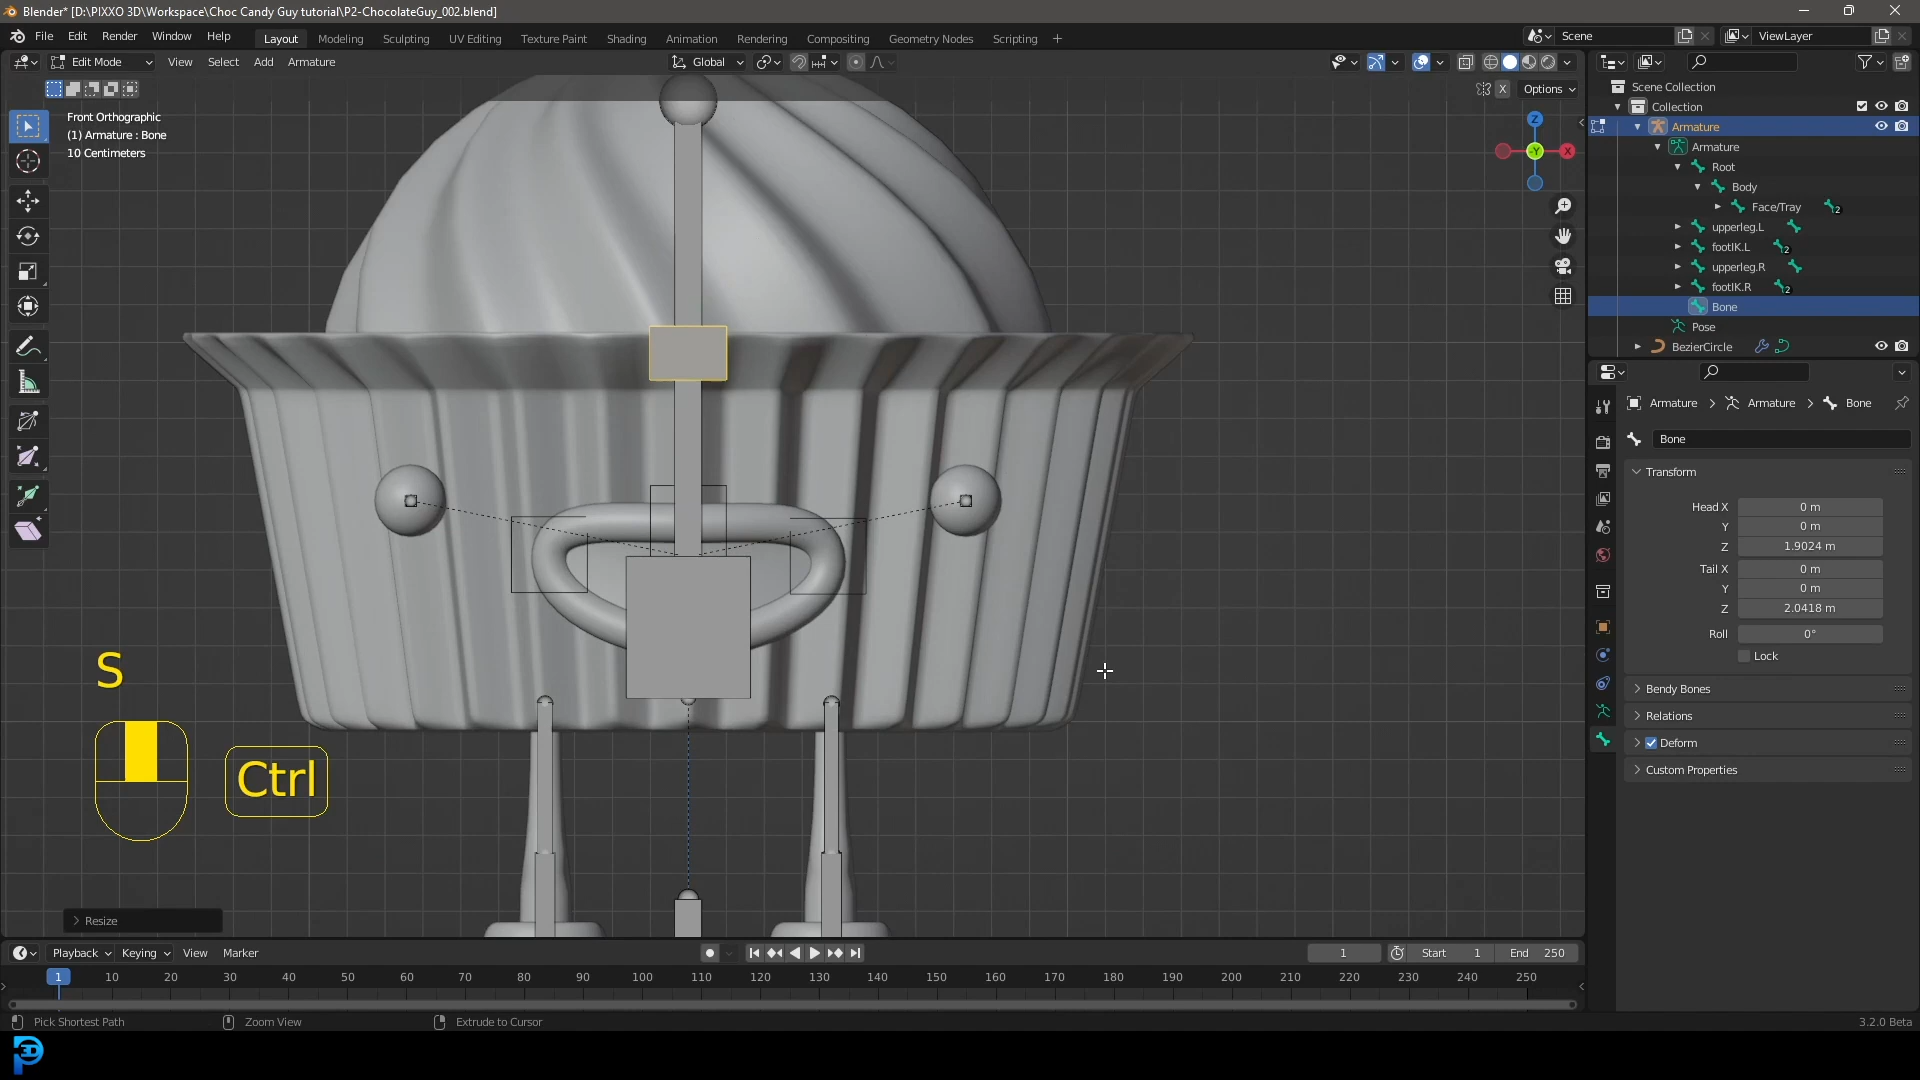 Blender* [D:\PIXXO 3D\Workspace\Choc Candy Guy tutorial\P2-ChocolateGuy_002.blend]
File Edit Render Window Help Layout Modeling Sculpting UV Editing Texture Paint Shading Animation Rendering Compositing Geometry Nodes Scripting + Scene ViewLayer
Edit Mode View Select Add Armature Global
X Options
Front Orthographic
(1) Armature : Bone
10 Centimeters
Z
-Y
X
S
Ctrl
Resize
Scene Collection
Collection
Armature
Armature
Root
Body
Face/Tray 2
upperleg.L
footIK.L 2
upperleg.R
footIK.R 2
Bone
Pose
BezierCircle
Armature > Armature > Bone
Bone
Transform
Head X 0 m
Y 0 m
Z 1.9024 m
Tail X 0 m
Y 0 m
Z 2.0418 m
Roll 0°
Lock
Bendy Bones
Relations
Deform
Custom Properties
Playback Keying View Marker 1 Start 1 End 250
1 10 20 30 40 50 60 70 80 90 100 110 120 130 140 150 160 170 180 190 200 210 220 230 240 250
Pick Shortest Path Zoom View Extrude to Cursor 3.2.0 Beta
3D